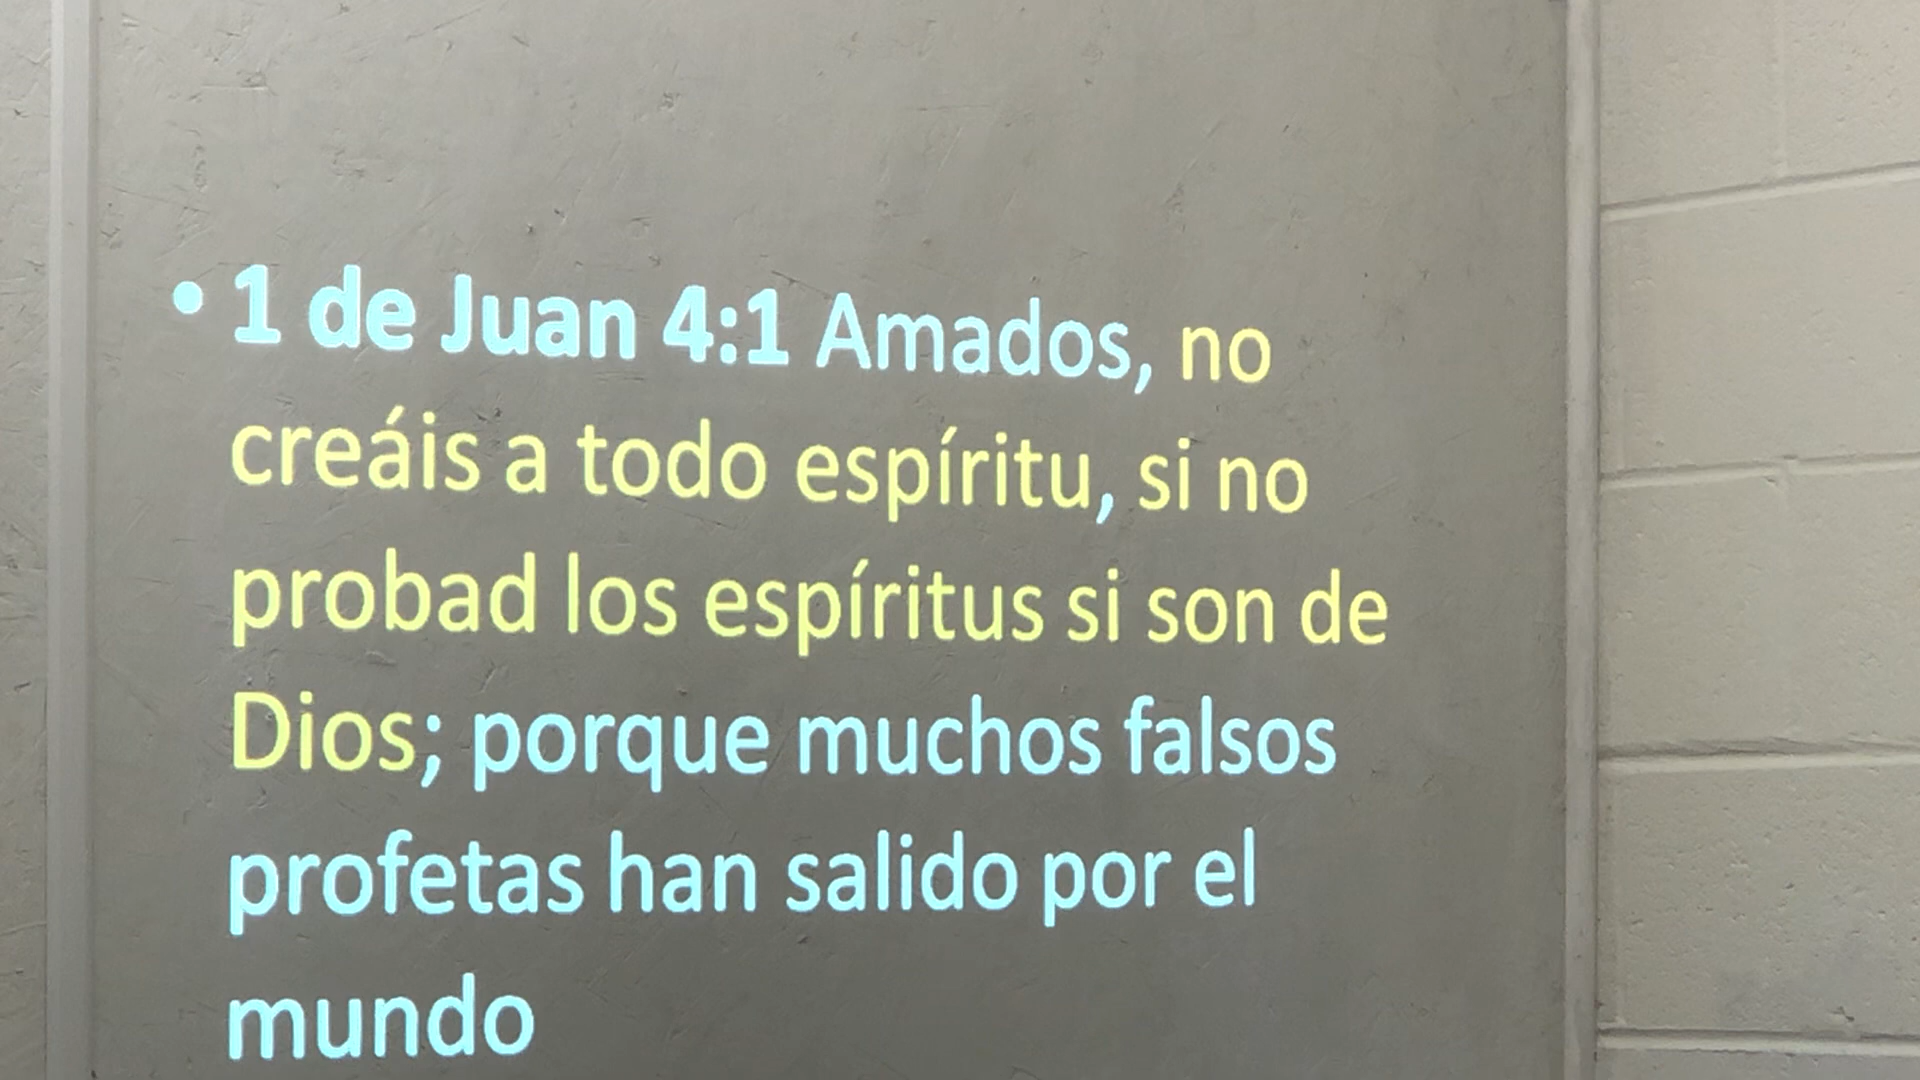 • 1 de Juan 4:1 Amados, no
creáis a todo espíritu, si no
probad los espíritus si son de
Dios; porque muchos falsos
profetas han salido por el
mundo